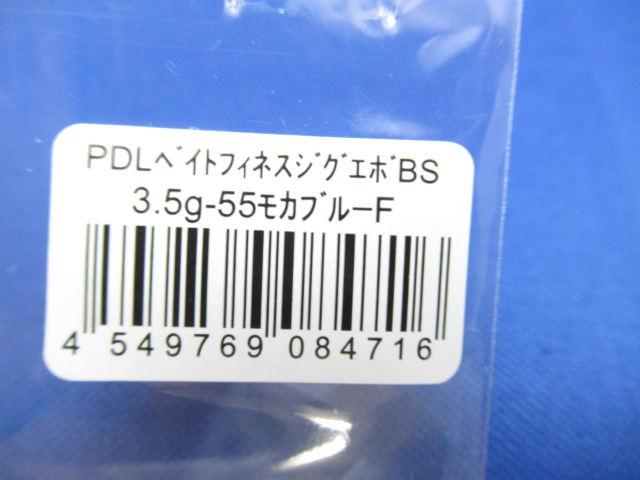 PDLﾍﾞｲﾄﾌｨﾈｽｼﾞｸﾞｴﾎﾞBS
3.5g-55ﾓｶﾌﾞﾙｰF
4 549769 084716